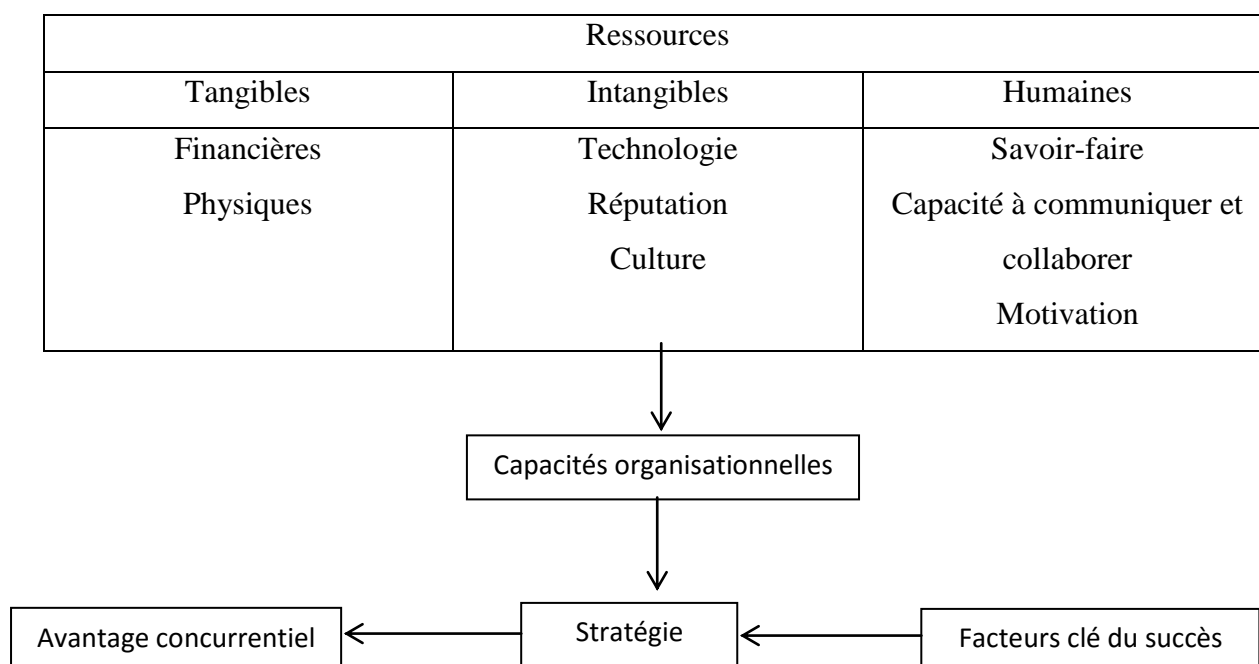 Ressources
Tangibles
Intangibles
Humaines
Financières
Physiques
Technologie
Réputation
Culture
Savoir-faire
Capacité à communiquer et
collaborer
Motivation
Capacités organisationnelles
Avantage concurrentiel
Stratégie
Facteurs clé du succès